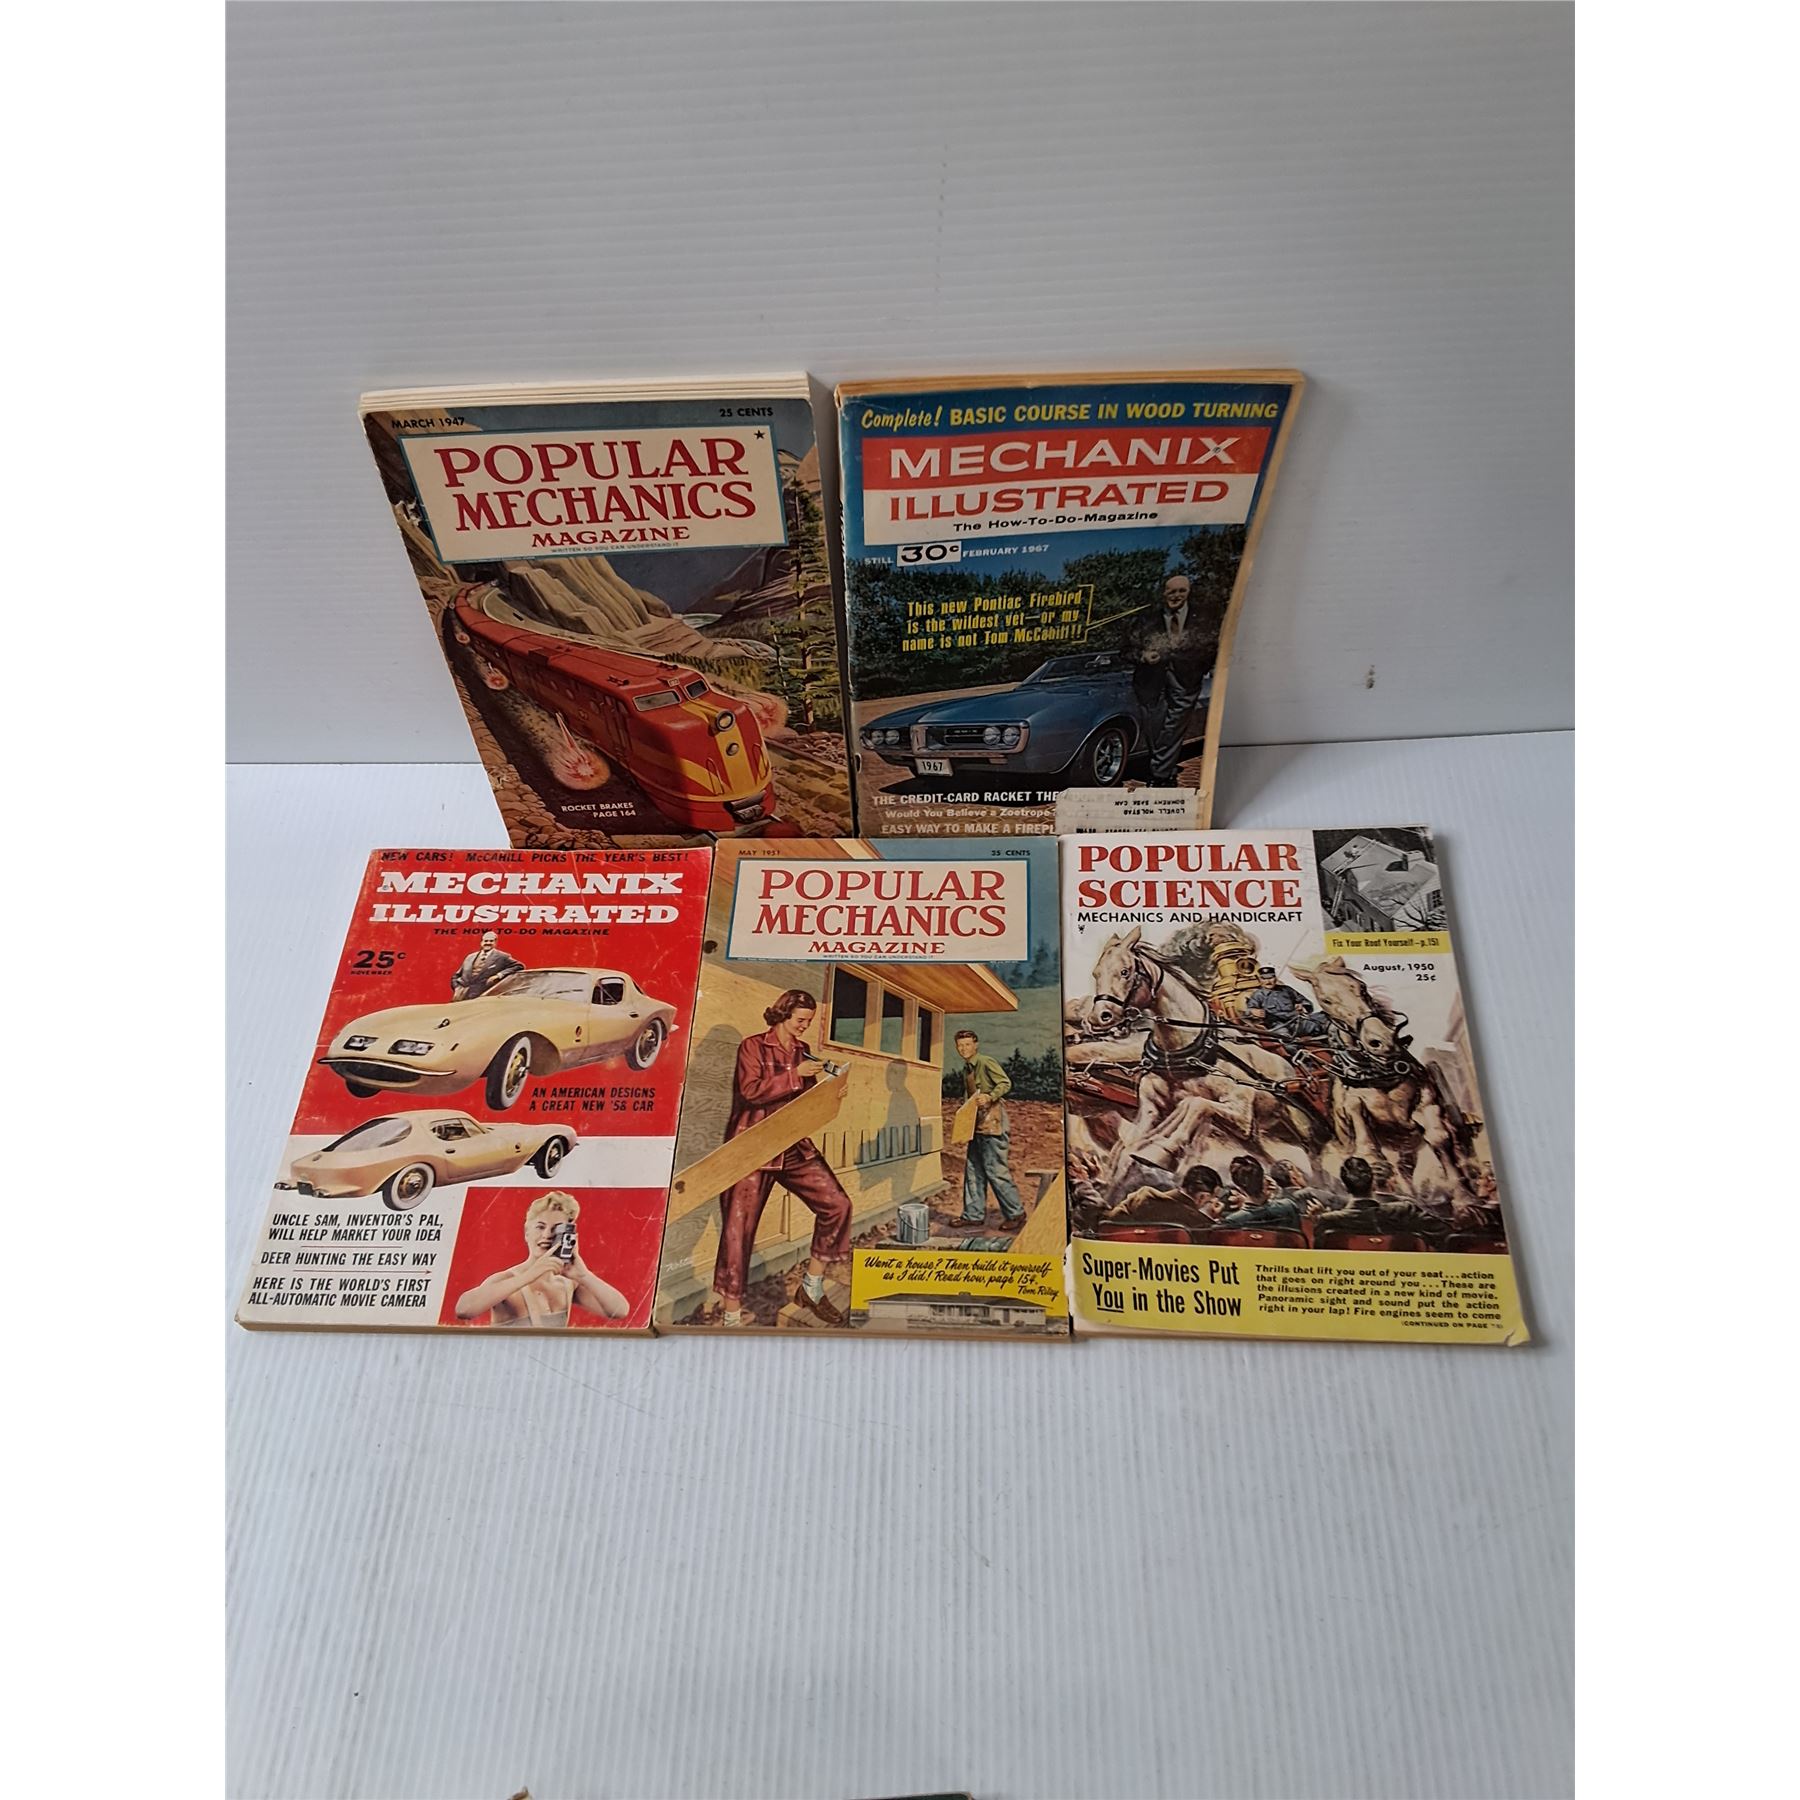 MARCH 1947
25 CENTS
POPULAR
MECHANICS
MAGAZINE
WRITTEN SO YOU CAN UNDERSTAND IT
ROCKET BRAKES
PAGE 164
Complete! BASIC COURSE IN WOOD TURNING
MECHANIX
ILLUSTRATED
The How-To-Do-Magazine
STILL 30¢ FEBRUARY 1967
This new Pontiac Firebird
is the wildest yet—or my
name is not Tom McCahill!!
1967
THE CREDIT-CARD RACKET
Would You Believe a Zoetrope
EASY WAY TO MAKE A
LOVELL HOLSTAD
DOMREMY SASK CAN
NEW CARS! McCAHILL PICKS THE YEAR'S BEST!
MECHANIX
ILLUSTRATED
THE HOW-TO-DO MAGAZINE
25¢
NOVEMBER
AN AMERICAN DESIGNS
A GREAT NEW '58 CAR
UNCLE SAM, INVENTOR'S PAL,
WILL HELP MARKET YOUR IDEA
DEER HUNTING THE EASY WAY
HERE IS THE WORLD'S FIRST
ALL-AUTOMATIC MOVIE CAMERA
MAY 1951
35 CENTS
POPULAR
MECHANICS
MAGAZINE
WRITTEN SO YOU CAN UNDERSTAND IT
Want a house? Then build it yourself
as I did! Read how, page 154.
Tom Riley
POPULAR
SCIENCE
MECHANICS AND HANDICRAFT
Fix Your Roof Yourself—p.151
August, 1950
25¢
Super-Movies Put
You in the Show
Thrills that lift you out of your seat...action
that goes on right around you...These are
the illusions created in a new kind of movie.
Panoramic sight and sound put the action
right in your lap! Fire engines seem to come
(CONTINUED ON PAGE